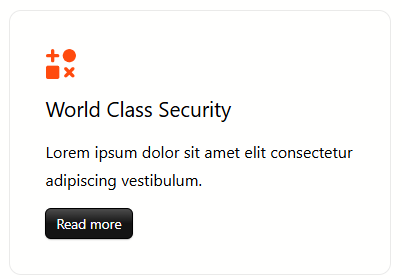 World Class Security
Lorem ipsum dolor sit amet elit consectetur
adipiscing vestibulum.
Read more